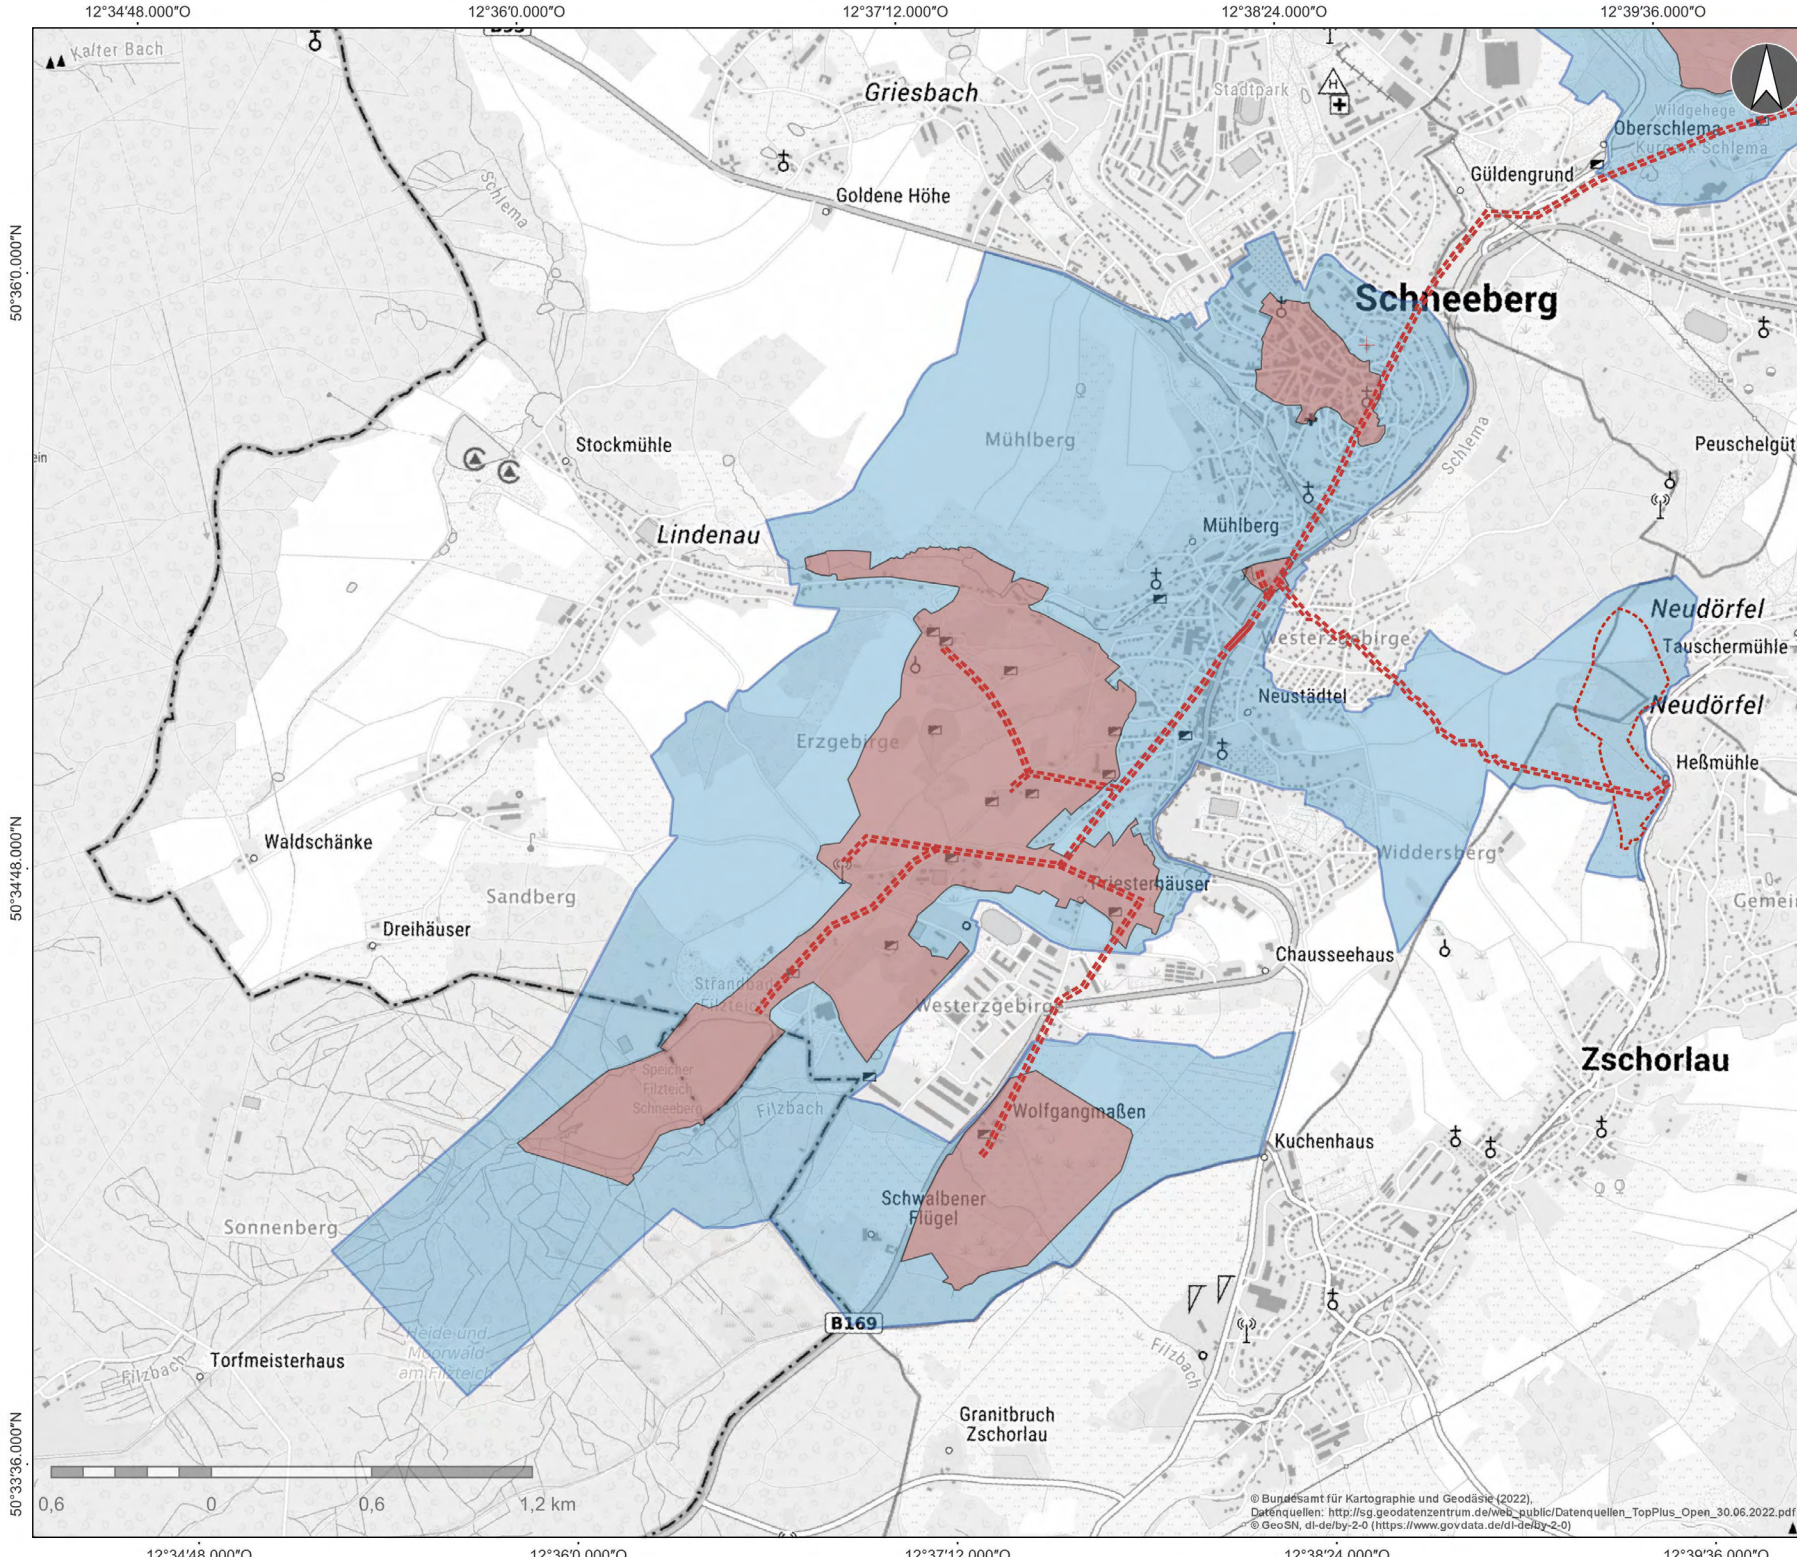 12°34'48.000"O
12°36'0.000"O
12°37'12.000"O
12°38'24.000"O
12°39'36.000"O
Kalter Bach
Griesbach
Stadtpark
H
Wildgehege
Oberschlema
Kurpark Schlema
Güldengrund
Schlema
Goldene Höhe
50°36'0.000"N
Schneeberg
Stockmühle
Mühlberg
Schlema
Peuschelgüt
ein
Lindenau
Mühlberg
Neudörfel
Westerzgebirge
Tauschermühle
Neustädtel
Neudörfel
Erzgebirge
Heßmühle
Waldschänke
Widdersberg
50°34'48.000"N
Priesterhäuser
Sandberg
Gemein
Dreihäuser
Chausseehaus
Strandbad
Filzteich
Westerzgebirge
Zschorlau
Speicher
Filzteich
Schneeberg
Filzbach
Wolfgangmaßen
Kuchenhaus
Schwalbener
Flügel
Sonnenberg
B169
Heide und
Moorwald
am Filzteich
Torfmeisterhaus
Filzbach
Filzbach
Granitbruch
Zschorlau
50°33'36.000"N
0,6
0
0,6
1,2 km
© Bundesamt für Kartographie und Geodäsie (2022),
Datenquellen: http://sg.geodatenzentrum.de/web_public/Datenquellen_TopPlus_Open_30.06.2022.pdf
© GeoSN, dl-de/by-2-0 (https://www.govdata.de/dl-de/by-2-0)
12°34'48.000"O
12°36'0.000"O
12°37'12.000"O
12°38'24.000"O
12°39'36.000"O